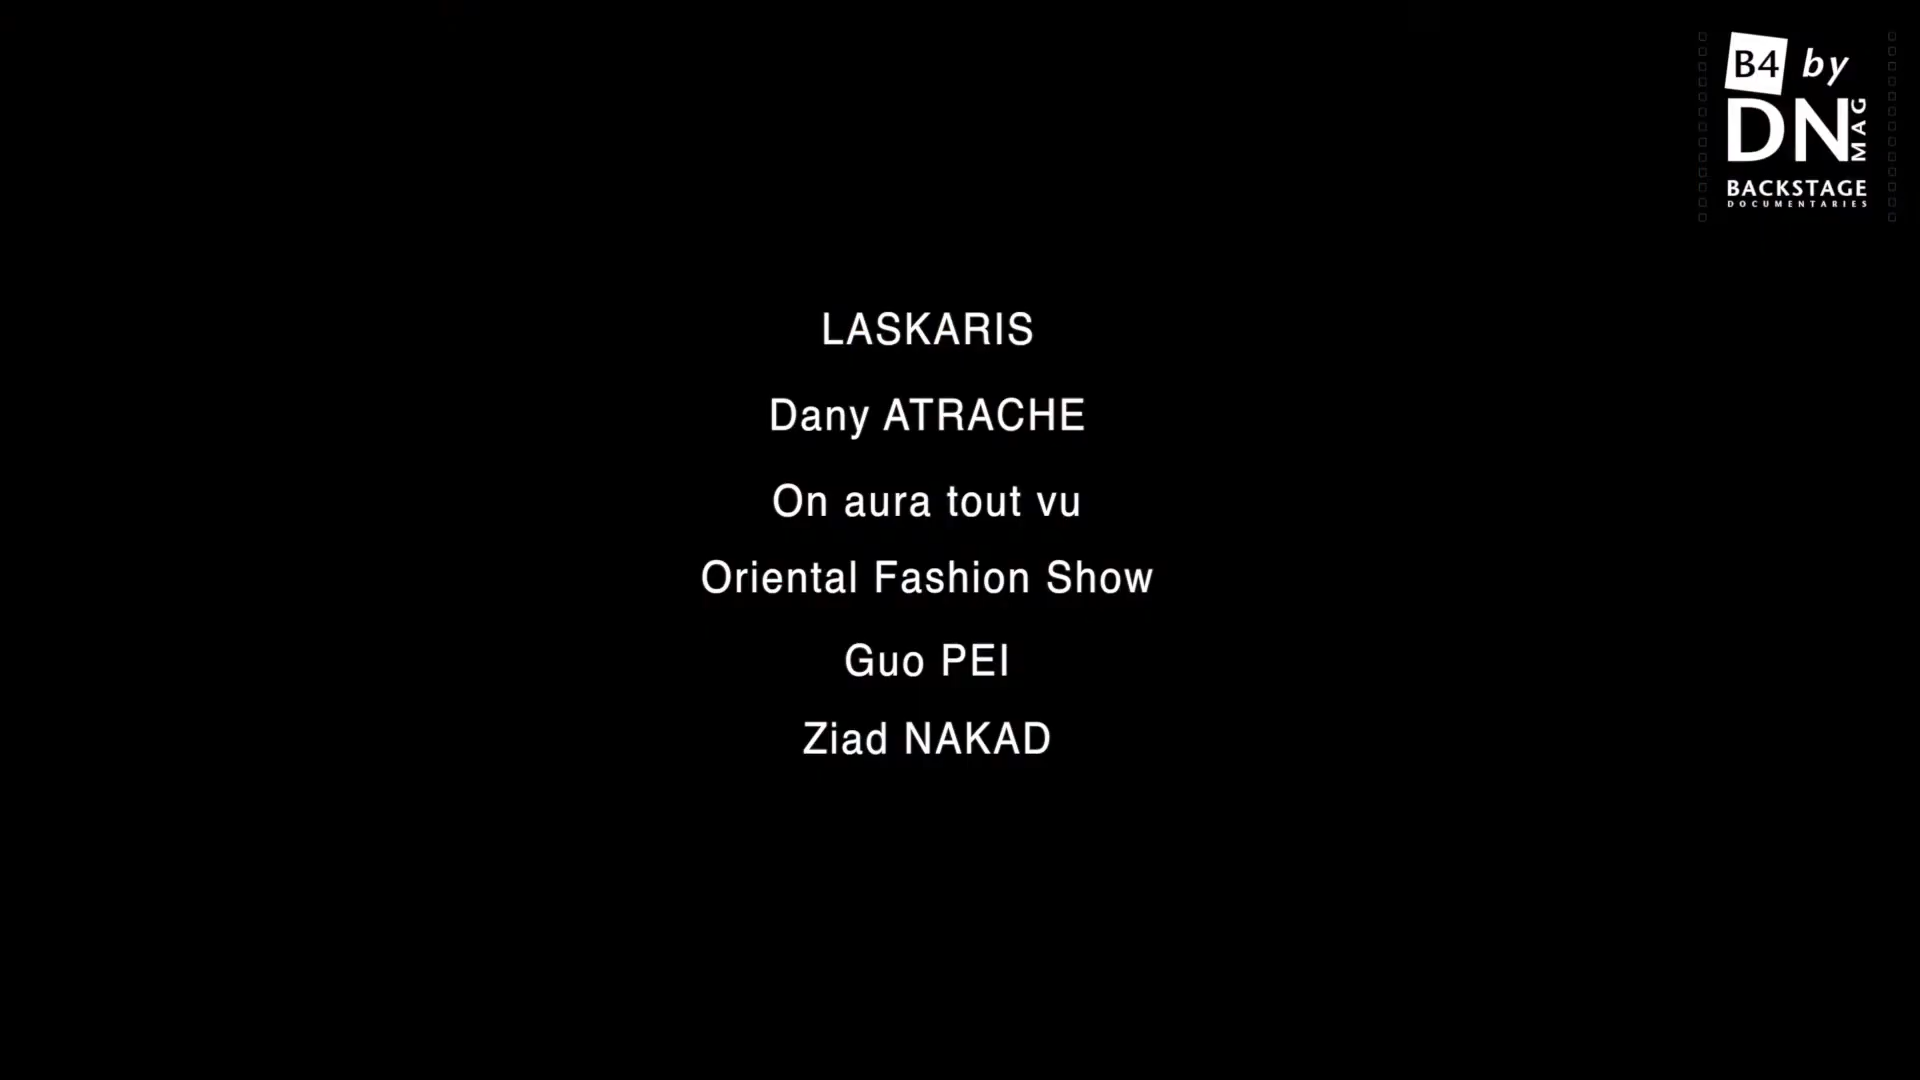 B4 by
DN MAG
BACKSTAGE
DOCUMENTARIES
LASKARIS
Dany ATRACHE
On aura tout vu
Oriental Fashion Show
Guo PEI
Ziad NAKAD